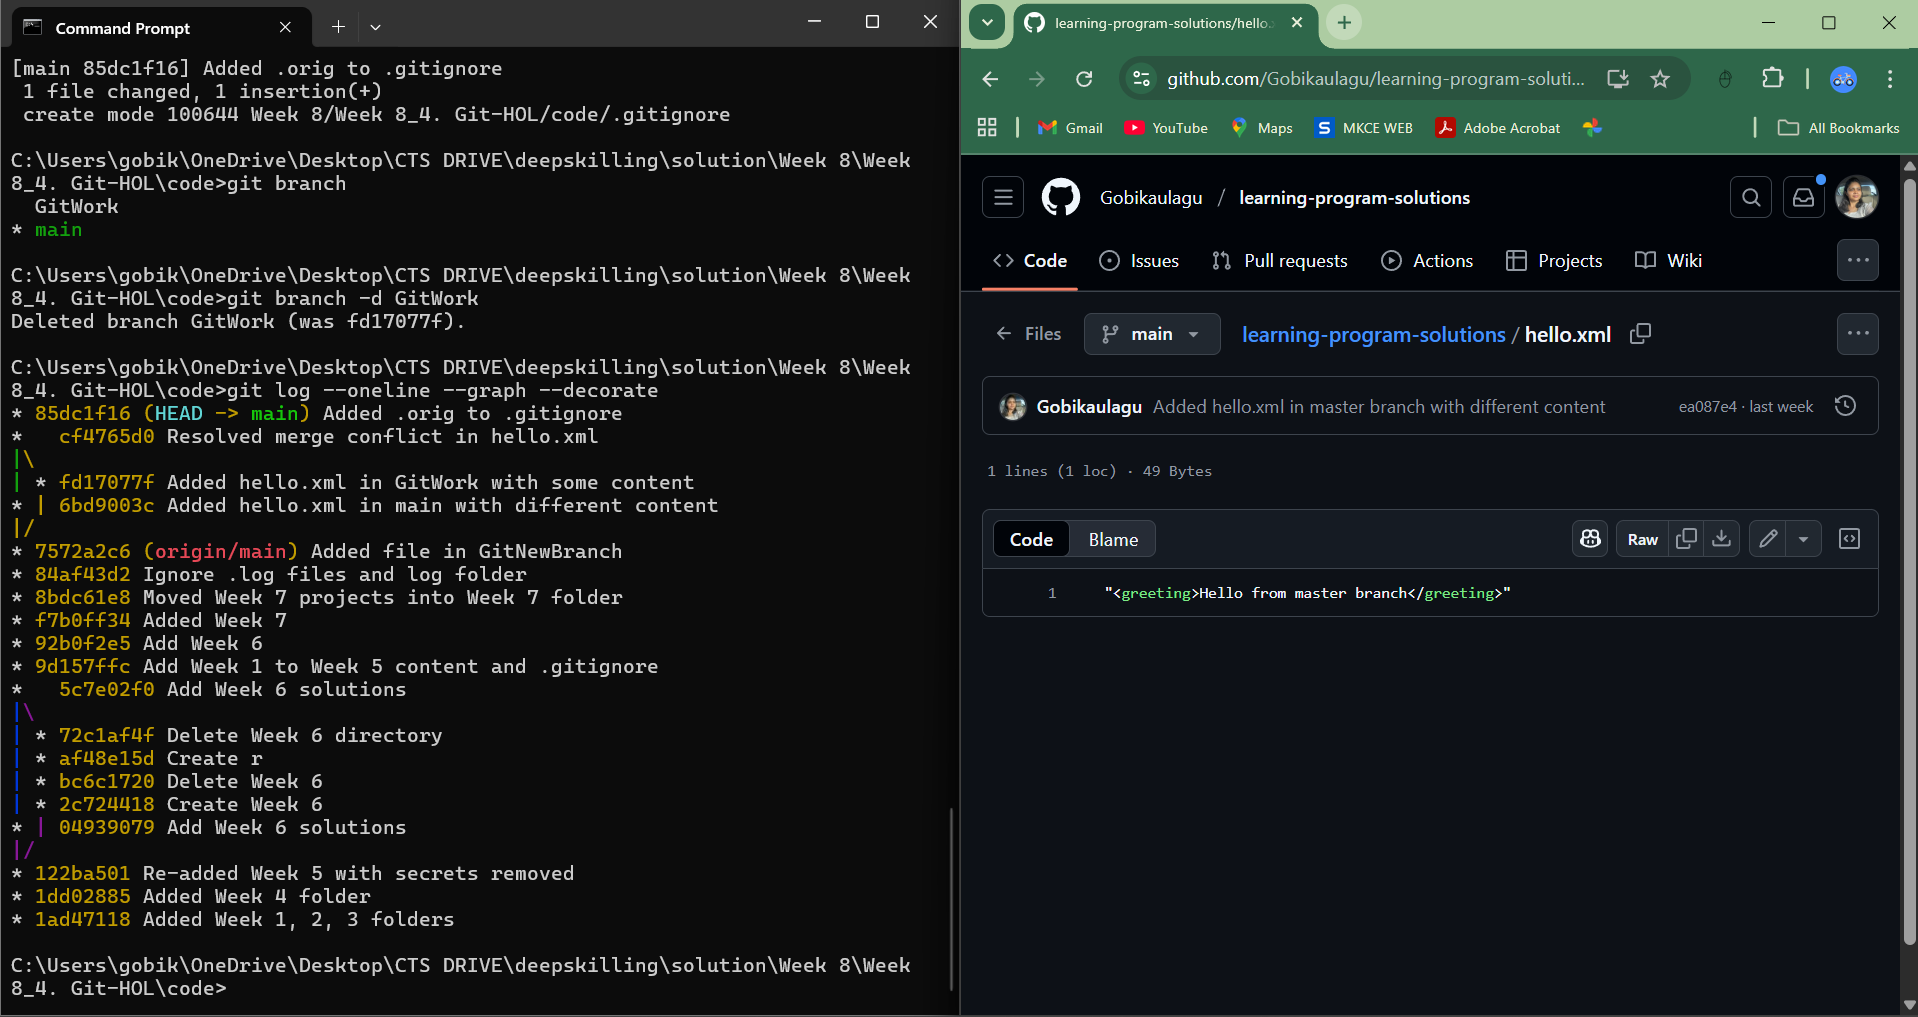 Command Prompt
[main 85dc1f16] Added .orig to .gitignore
 1 file changed, 1 insertion(+)
 create mode 100644 Week 8/Week 8_4. Git-HOL/code/.gitignore
C:\Users\gobik\OneDrive\Desktop\CTS DRIVE\deepskilling\solution\Week 8\Week
8_4. Git-HOL\code>git branch
  GitWork
* main
C:\Users\gobik\OneDrive\Desktop\CTS DRIVE\deepskilling\solution\Week 8\Week
8_4. Git-HOL\code>git branch -d GitWork
Deleted branch GitWork (was fd17077f).
C:\Users\gobik\OneDrive\Desktop\CTS DRIVE\deepskilling\solution\Week 8\Week
8_4. Git-HOL\code>git log --oneline --graph --decorate
* 85dc1f16 (HEAD -> main) Added .orig to .gitignore
*   cf4765d0 Resolved merge conflict in hello.xml
|\
| * fd17077f Added hello.xml in GitWork with some content
* | 6bd9003c Added hello.xml in main with different content
|/
* 7572a2c6 (origin/main) Added file in GitNewBranch
* 84af43d2 Ignore .log files and log folder
* 8bdc61e8 Moved Week 7 projects into Week 7 folder
* f7b0ff34 Added Week 7
* 92b0f2e5 Add Week 6
* 9d157ffc Add Week 1 to Week 5 content and .gitignore
*   5c7e02f0 Add Week 6 solutions
|\
| * 72c1af4f Delete Week 6 directory
| * af48e15d Create r
| * bc6c1720 Delete Week 6
| * 2c724418 Create Week 6
* | 04939079 Add Week 6 solutions
|/
* 122ba501 Re-added Week 5 with secrets removed
* 1dd02885 Added Week 4 folder
* 1ad47118 Added Week 1, 2, 3 folders
C:\Users\gobik\OneDrive\Desktop\CTS DRIVE\deepskilling\solution\Week 8\Week
8_4. Git-HOL\code>
learning-program-solutions/hello.
github.com/Gobikaulagu/learning-program-soluti...
Gmail YouTube Maps S MKCE WEB Adobe Acrobat All Bookmarks
Gobikaulagu / learning-program-solutions
Code Issues Pull requests Actions Projects Wiki
Files main learning-program-solutions / hello.xml
Gobikaulagu Added hello.xml in master branch with different content ea087e4 · last week
1 lines (1 loc) · 49 Bytes
Code Blame Raw
1 "<greeting>Hello from master branch</greeting>"